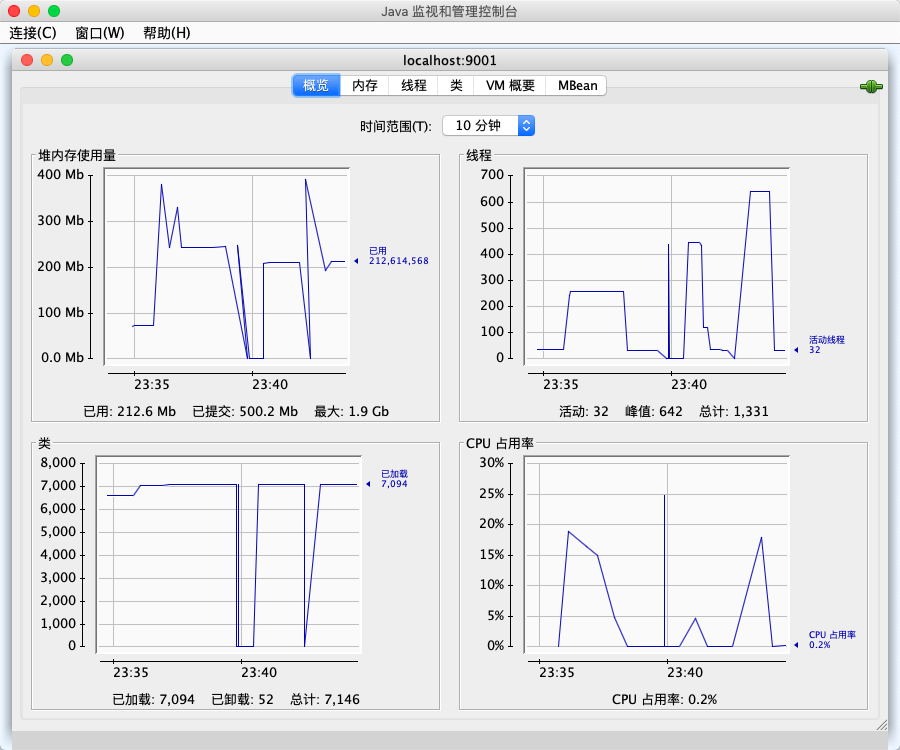 Java 监视和管理控制台
连接(C) 窗口(W) 帮助(H)
localhost:9001
概览 内存 线程 类 VM 概要 MBean
时间范围(T): 10 分钟
堆内存使用量
400 Mb
300 Mb
200 Mb
100 Mb
0.0 Mb
已用
212,614,568
23:35 23:40
已用: 212.6 Mb 已提交: 500.2 Mb 最大: 1.9 Gb
线程
700
600
500
400
300
200
100
0
活动线程
32
23:35 23:40
活动: 32 峰值: 642 总计: 1,331
类
8,000
7,000
6,000
5,000
4,000
3,000
2,000
1,000
0
已加载
7,094
23:35 23:40
已加载: 7,094 已卸载: 52 总计: 7,146
CPU 占用率
30%
25%
20%
15%
10%
5%
0%
CPU 占用率
0.2%
23:35 23:40
CPU 占用率: 0.2%